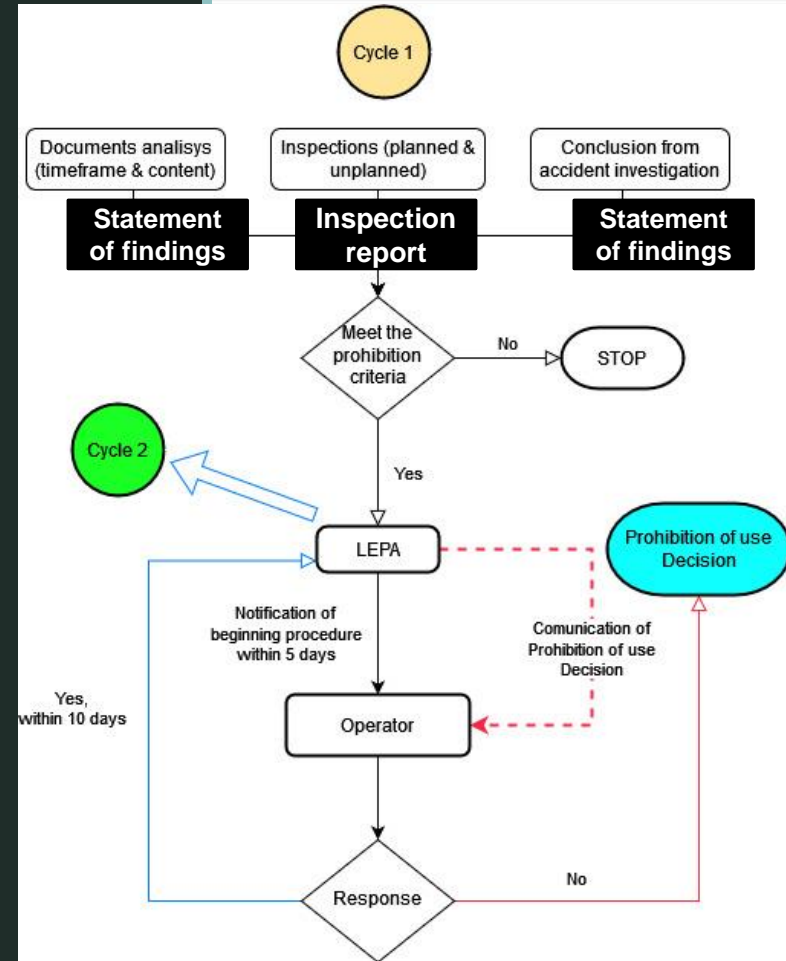 Cycle 1
Documents analisys
(timeframe & content)
Inspections (planned &
unplanned)
Conclusion from
accident investigation
Statement
of findings
Inspection
report
Statement
of findings
Meet the
prohibition
criteria
No
STOP
Cycle 2
Yes
LEPA
Prohibition of use
Decision
Notification of
beginning procedure
within 5 days
Comunication of
Prohibition of use
Decision
Yes,
within 10 days
Operator
Response
No